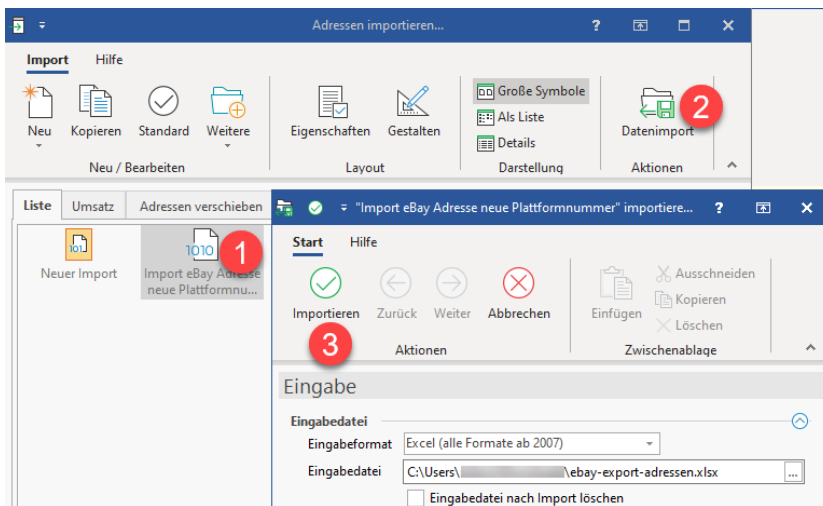 Adressen importieren...
?
Import Hilfe
Neu Kopieren Standard Weitere
Neu / Bearbeiten
Eigenschaften Gestalten
Layout
Große Symbole
Als Liste
Details
Darstellung
Datenimport
2
Aktionen
Liste Umsatz Adressen verschieben
101
Neuer Import
1010
1
Import eBay Adresse
neue Plattformnu...
"Import eBay Adresse neue Plattformnummer" importiere... ?
Start Hilfe
Importieren Zurück Weiter Abbrechen
3
Aktionen
Einfügen
Ausschneiden
Kopieren
Löschen
Zwischenablage
Eingabe
Eingabedatei
Eingabeformat Excel (alle Formate ab 2007)
Eingabedatei C:\Users\ \ebay-export-adressen.xlsx ...
Eingabedatei nach Import löschen